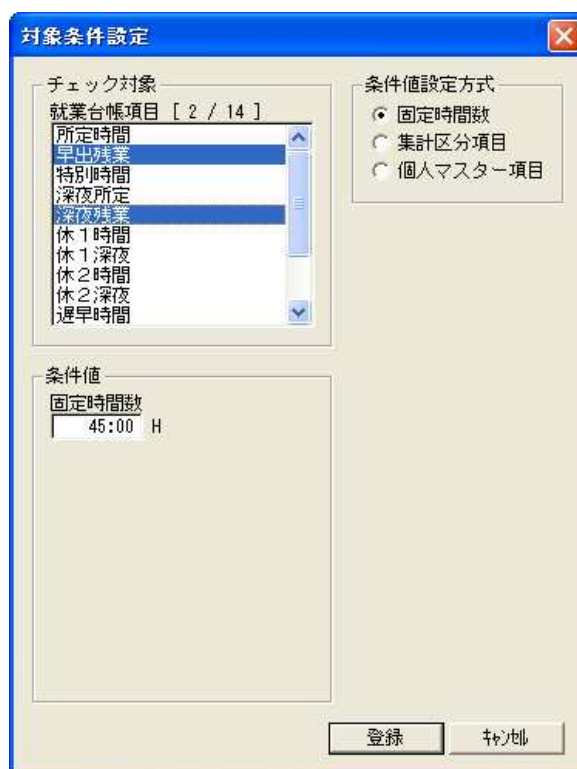 対象条件設定
チェック対象
就業台帳項目 [ 2 / 14 ]
所定時間
早出残業
特別時間
深夜所定
深夜残業
休1時間
休1深夜
休2時間
休2深夜
遅早時間
条件値設定方式
固定時間数
集計区分項目
個人マスター項目
条件値
固定時間数
45:00 H
登録
ｷｬﾝｾﾙ